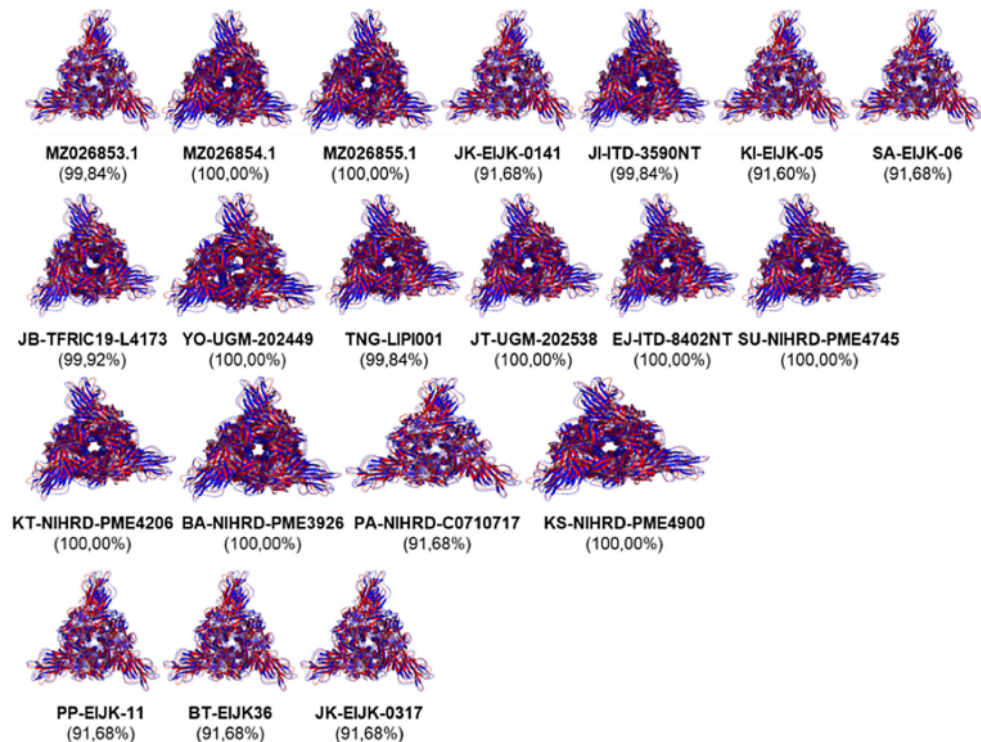 MZ026853.1 MZ026854.1 MZ026855.1 JK-EIJK-0141 JI-ITD-3590NT KI-EIJK-05 SA-EIJK-06
(99,84%) (100,00%) (100,00%) (91,68%) (99,84%) (91,60%) (91,68%)
JB-TFRIC19-L4173 YO-UGM-202449 TNG-LIPI001 JT-UGM-202538 EJ-ITD-8402NT SU-NIHRD-PME4745
(99,92%) (100,00%) (99,84%) (100,00%) (100,00%) (100,00%)
KT-NIHRD-PME4206 BA-NIHRD-PME3926 PA-NIHRD-C0710717 KS-NIHRD-PME4900
(100,00%) (100,00%) (91,68%) (100,00%)
PP-EIJK-11 BT-EIJK36 JK-EIJK-0317
(91,68%) (91,68%) (91,68%)